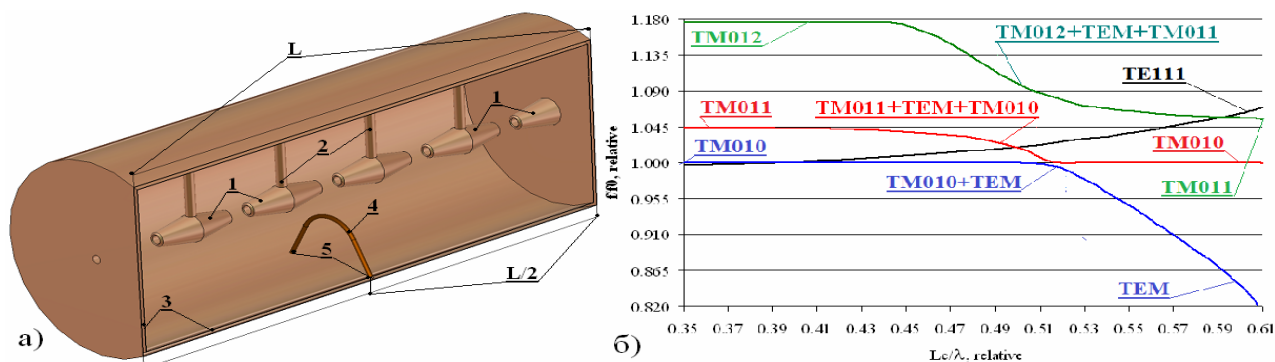 L
1
2
1
4
5
L/2
3
a)
1.180
1.135
1.090
1.045
1.000
0.955
0.910
0.865
0.820
f/f0, relative
TM012
TM012+TEM+TM011
TE111
TM011
TM011+TEM+TM010
TM010
TM010
TM010+TEM
TM011
TEM
0.35 0.37 0.39 0.41 0.43 0.45 0.47 0.49 0.51 0.53 0.55 0.57 0.59 0.61
б)
Lc/λ, relative